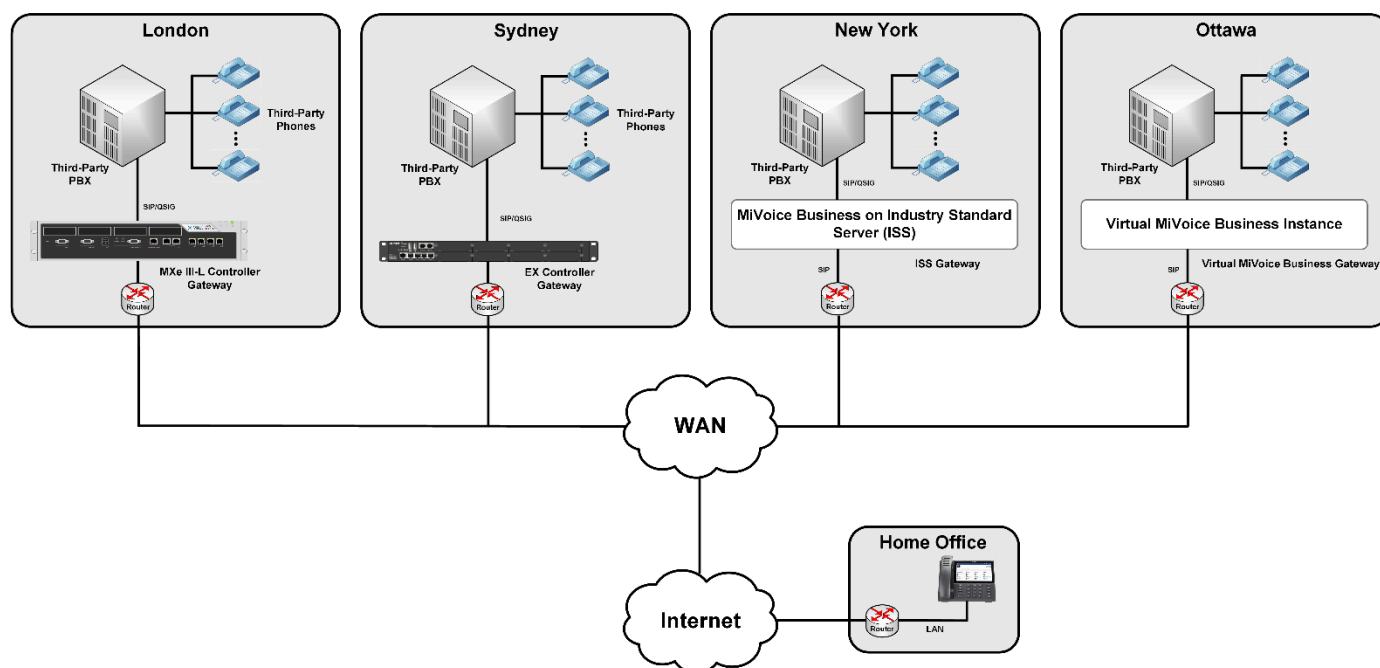 London
Third-Party
Phones
Third-Party
PBX
SIP/QSIG
MXe III-L Controller
Gateway
Router
Sydney
Third-Party
Phones
Third-Party
PBX
SIP/QSIG
EX Controller
Gateway
Router
New York
Third-Party
PBX
SIP/QSIG
MiVoice Business on Industry Standard
Server (ISS)
SIP
ISS Gateway
Router
Ottawa
Third-Party
PBX
SIP/QSIG
Virtual MiVoice Business Instance
SIP
Virtual MiVoice Business Gateway
Router
WAN
Internet
Home Office
Router
LAN